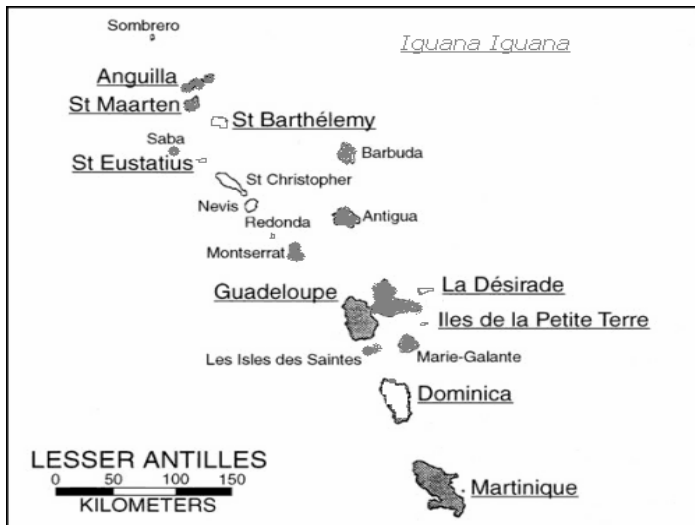 Sombrero
Iguana Iguana
Anguilla
St Maarten
St Barthélemy
Saba
Barbuda
St Eustatius
St Christopher
Nevis
Redonda
Antigua
Montserrat
Guadeloupe
La Désirade
Iles de la Petite Terre
Les Isles des Saintes
Marie-Galante
Dominica
LESSER ANTILLES
0 50 100 150
KILOMETERS
Martinique